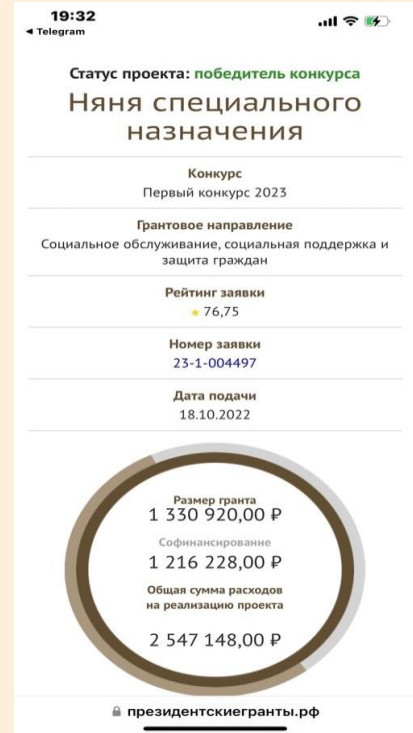 19:32
◄ Telegram
Статус проекта: победитель конкурса
Няня специального
назначения
Конкурс
Первый конкурс 2023
Грантовое направление
Социальное обслуживание, социальная поддержка и
защита граждан
Рейтинг заявки
76,75
Номер заявки
23-1-004497
Дата подачи
18.10.2022
Размер гранта
1 330 920,00 ₽
Софинансирование
1 216 228,00 ₽
Общая сумма расходов
на реализацию проекта
2 547 148,00 ₽
президентскиегранты.рф